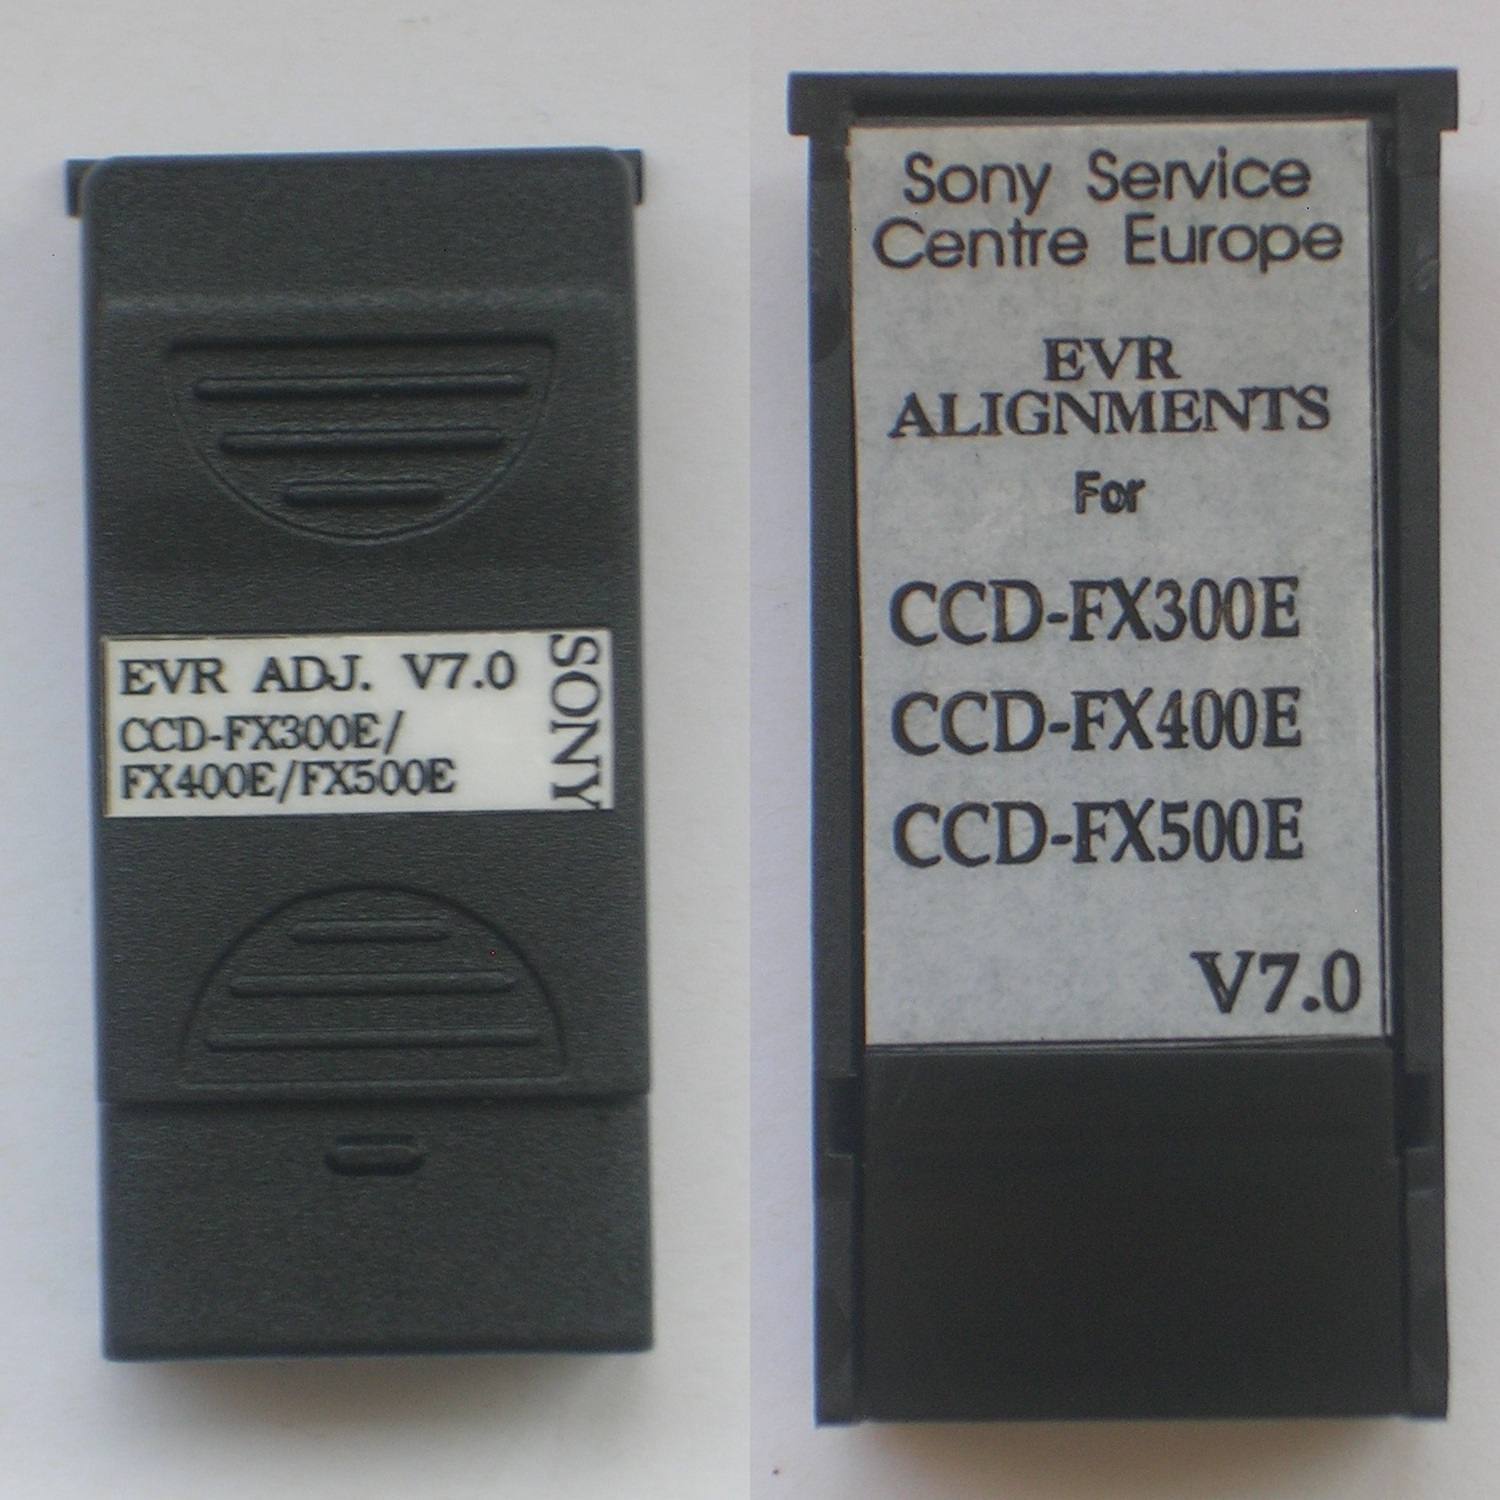 EVR ADJ. V7.0
CCD-FX300E/
FX400E/FX500E
SONY
Sony Service
Centre Europe
EVR
ALIGNMENTS
For
CCD-FX300E
CCD-FX400E
CCD-FX500E
V7.0